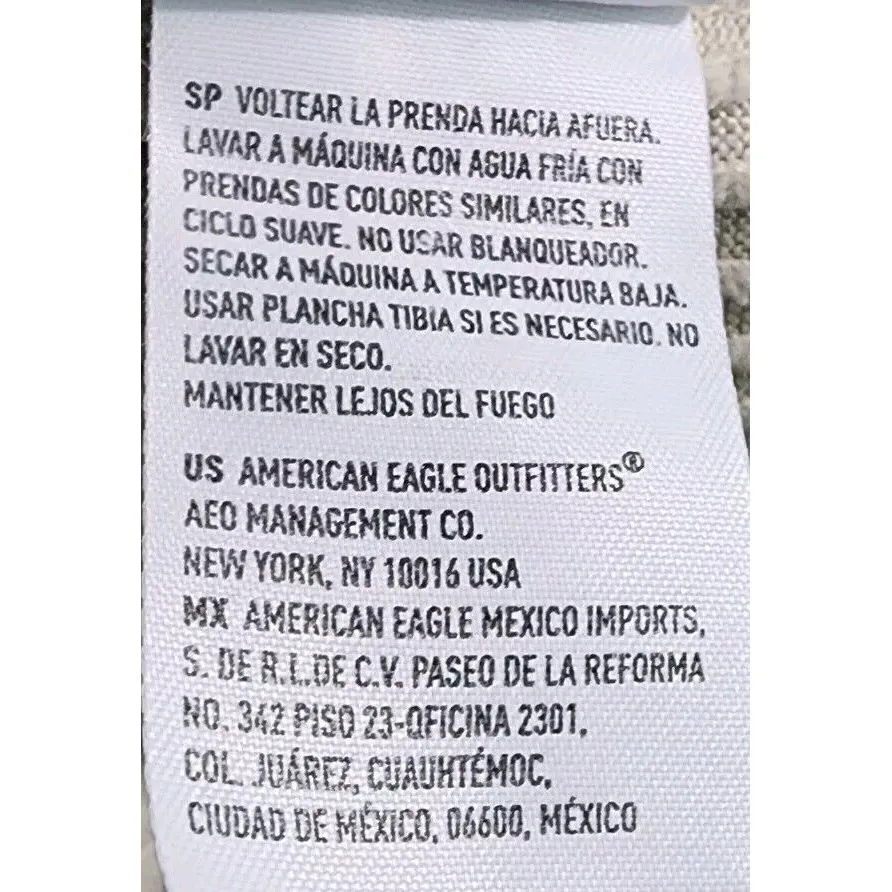 SP VOLTEAR LA PRENDA HACIA AFUERA.
LAVAR A MÁQUINA CON AGUA FRÍA CON
PRENDAS DE COLORES SIMILARES, EN
CICLO SUAVE. NO USAR BLANQUEADOR.
SECAR A MÁQUINA A TEMPERATURA BAJA.
USAR PLANCHA TIBIA SI ES NECESARIO. NO
LAVAR EN SECO.
MANTENER LEJOS DEL FUEGO
US AMERICAN EAGLE OUTFITTERS®
AEO MANAGEMENT CO.
NEW YORK, NY 10016 USA
MX AMERICAN EAGLE MEXICO IMPORTS,
S. DE R.L.DE C.V. PASEO DE LA REFORMA
NO. 342 PISO 23-OFICINA 2301,
COL. JUÁREZ, CUAUHTÉMOC,
CIUDAD DE MÉXICO, 06600, MÉXICO